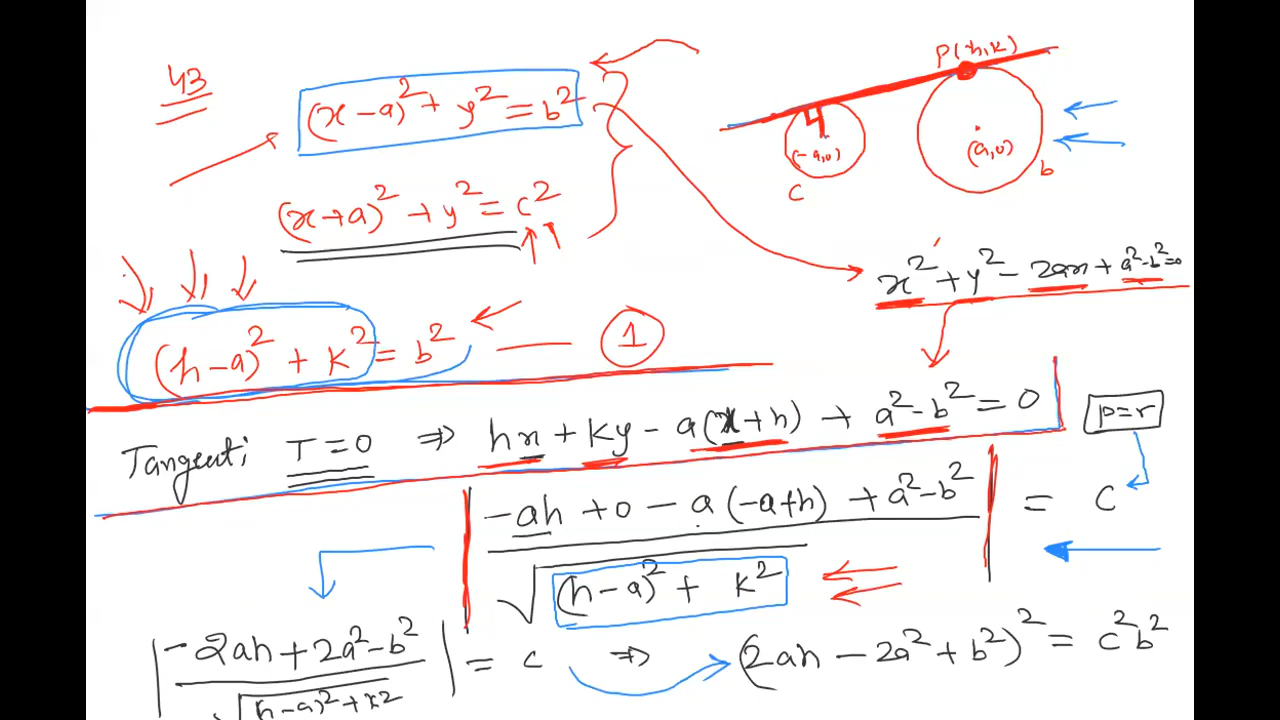 43
(x-a)² + y² = b²
(x+a)² + y² = c²
P(h,k)
(-a,0)
(a,0)
c
b
x² + y² - 2ax + a²-b²=0
(h-a)² + k² = b² — 1
Tangent: T=0 ⇒ hx + ky - a(x+h) + a²-b² = 0
p=r
|(-ah + 0 - a(-a+h) + a²-b²) / √((h-a)² + k²)| = c
|(-2ah + 2a²-b²) / √((h-a)²+k²)| = c ⇒ (2ah - 2a² + b²)² = c²b²